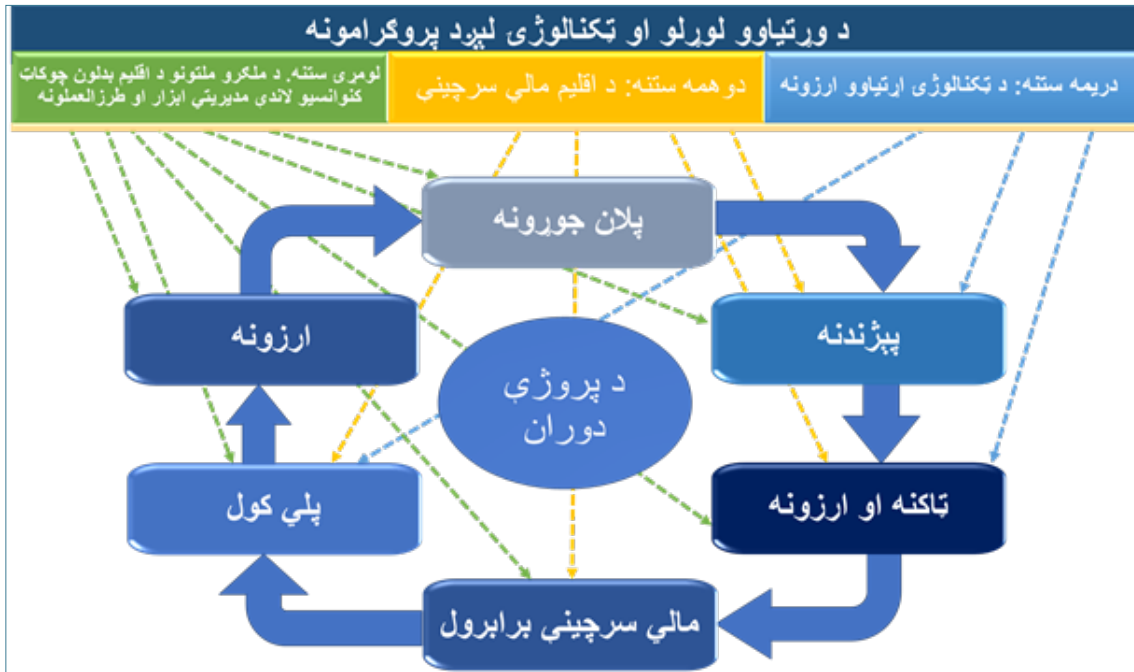 د وړتیاوو لوړلو او ټکنالوژۍ لېږد پروګرامونه
دریمه ستنه: د ټکنالوژۍ اړتیاوو ارزونه
دوهمه ستنه: د اقلیم مالي سرچینې
لومړۍ ستنه. د ملګرو ملتونو د اقلیم بدلون چوکاټ
کنوانسیو لاندې مدیریتي ابزار او طرزالعملونه
پلان جوړونه
پېژندنه
ټاکنه او ارزونه
مالي سرچینې برابرول
پلي کول
ارزونه
د پروژې
دوران